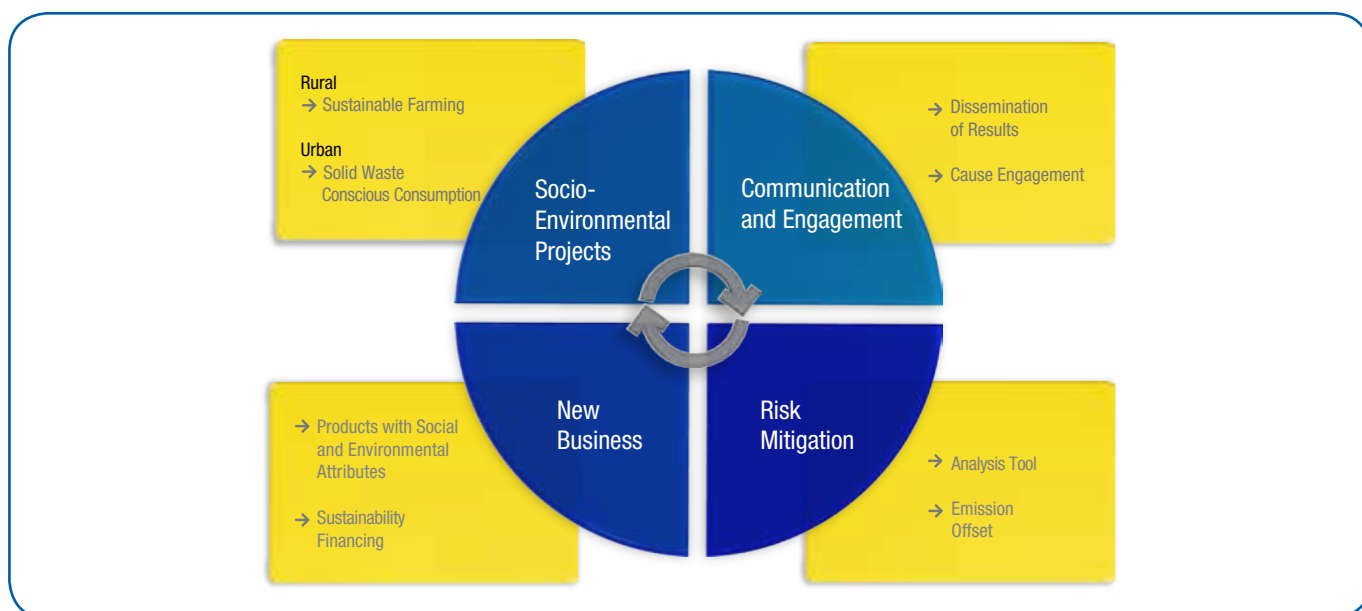 Rural
→ Sustainable Farming
Urban
→ Solid Waste
Conscious Consumption
Socio-
Environmental
Projects
Communication
and Engagement
→ Dissemination
of Results
→ Cause Engagement
→ Products with Social
and Environmental
Attributes
→ Sustainability
Financing
New
Business
Risk
Mitigation
→ Analysis Tool
→ Emission
Offset